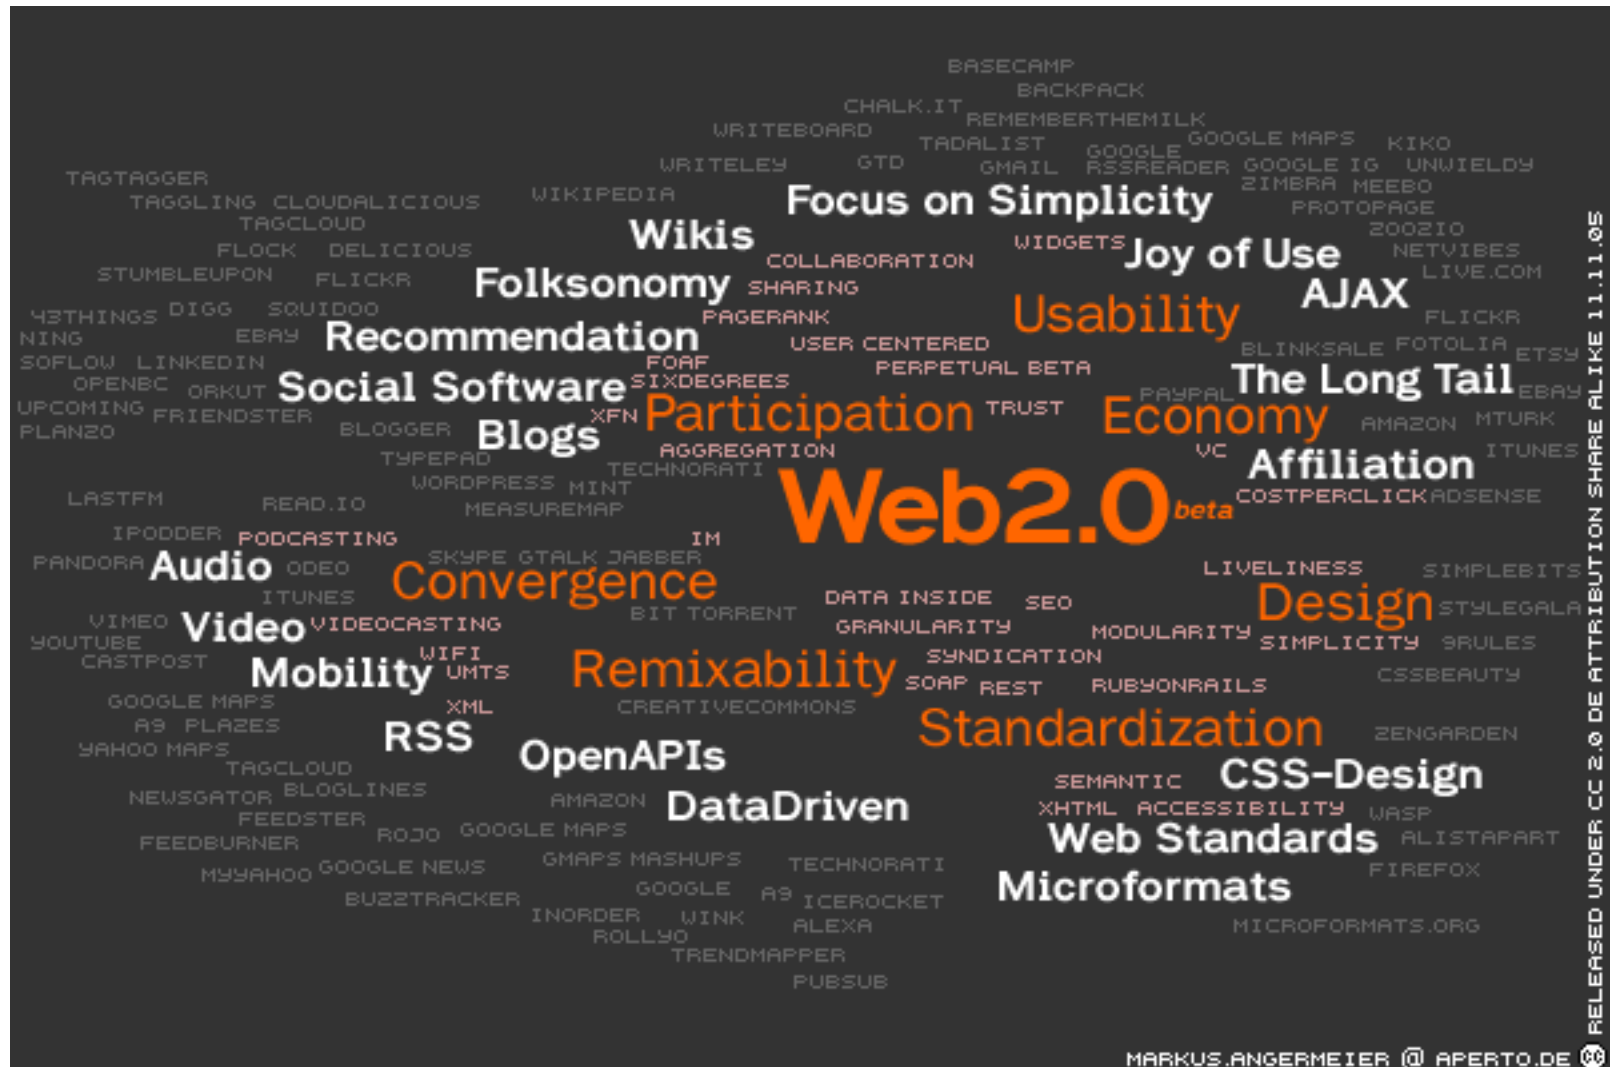 BASECAMP
BACKPACK
CHALK.IT
REMEMBERTHEMILK
WRITEBOARD
TADALIST
GOOGLE MAPS
KIKO
WRITELEY
GTD
GMAIL
GOOGLE
RSSREADER
GOOGLE IG
UNWIELDY
TAGTAGGER
ZIMBRA
MEEBO
TAGGLING
CLOUDALICIOUS
WIKIPEDIA
Focus on Simplicity
PROTOPAGE
TAGCLOUD
Wikis
ZOOZIO
FLOCK
DELICIOUS
COLLABORATION
WIDGETS
Joy of Use
NETVIBES
STUMBLEUPON
FLICKR
Folksonomy
SHARING
LIVE.COM
AJAX
43THINGS
DIGG
SQUIDOO
PAGERANK
Usability
FLICKR
NING
EBAY
Recommendation
USER CENTERED
BLINKSALE
FOTOLIA
ETSY
SOFLOW
LINKEDIN
FOAF
PERPETUAL BETA
OPENBC
ORKUT
Social Software
SIXDEGREES
PAYPAL
The Long Tail
EBAY
UPCOMING
FRIENDSTER
XFN
Participation
TRUST
Economy
AMAZON
MTURK
PLANZO
BLOGGER
Blogs
AGGREGATION
VC
ITUNES
TYPEPAD
TECHNORATI
Affiliation
WORDPRESS
MINT
LASTFM
READ.IO
MEASUREMAP
Web2.0 beta
COSTPERCLICK
ADSENSE
IPODDER
PODCASTING
IM
PANDORA
Audio
ODEO
SKYPE GTALK JABBER
LIVELINESS
SIMPLEBITS
Convergence
ITUNES
BIT TORRENT
DATA INSIDE
SEO
Design
STYLEGALA
VIMEO
Video
VIDEOCASTING
GRANULARITY
MODULARITY
SIMPLICITY
9RULES
YOUTUBE
CASTPOST
WIFI
Mobility
UMTS
Remixability
SYNDICATION
SOAP
REST
RUBYONRAILS
CSSBEAUTY
GOOGLE MAPS
XML
CREATIVECOMMONS
A9
PLAZES
RSS
Standardization
ZENGARDEN
YAHOO MAPS
OpenAPIs
TAGCLOUD
SEMANTIC
CSS-Design
NEWSGATOR
BLOGLINES
AMAZON
DataDriven
XHTML
ACCESSIBILITY
WASP
FEEDSTER
ROJO
GOOGLE MAPS
Web Standards
ALISTAPART
FEEDBURNER
GMAPS MASHUPS
TECHNORATI
FIREFOX
MYYAHOO
GOOGLE NEWS
GOOGLE
A9
Microformats
BUZZTRACKER
ICEROCKET
INORDER
WINK
ALEXA
MICROFORMATS.ORG
ROLLYO
TRENDMAPPER
PUBSUB
RELEASED UNDER CC 2.0 DE ATTRIBUTION SHARE ALIKE 11.11.05
MARKUS.ANGERMEIER @ APERTO.DE cc